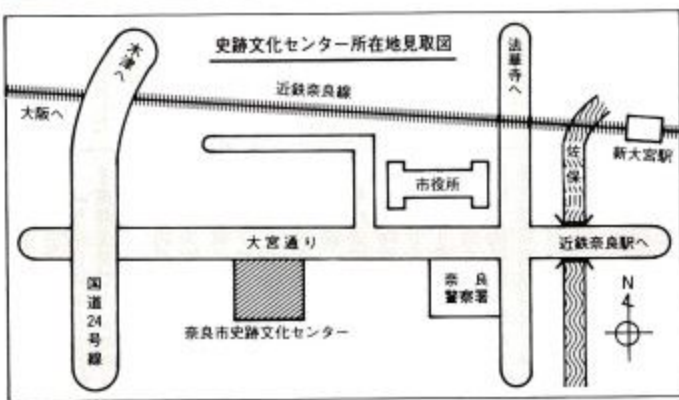 史跡文化センター所在地見取図
木津へ
法華寺へ
近鉄奈良線
大阪へ
新大宮駅
佐保川
市役所
大宮通り
近鉄奈良駅へ
国道24号線
奈良
警察署
N
奈良市史跡文化センター